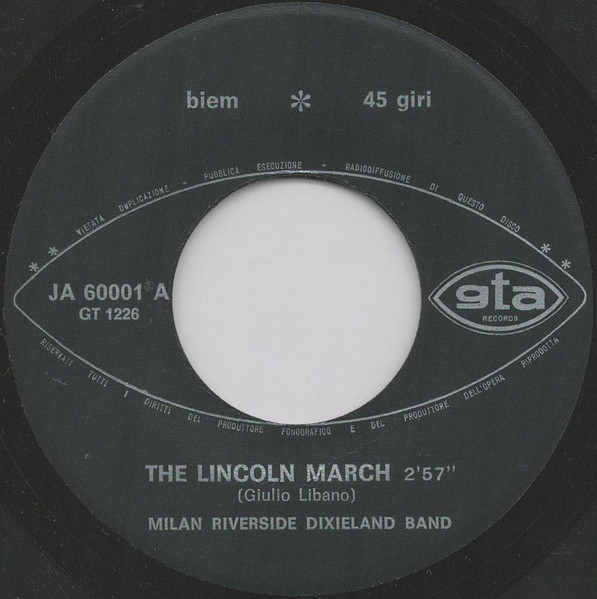 biem * 45 giri
** VIETATA DUPLICAZIONE - PUBBLICA ESECUZIONE - RADIODIFFUSIONE DI QUESTO DISCO **
JA 60001 A
GT 1226
gta
RECORDS
RISERVATI TUTTI I DIRITTI DEL PRODUTTORE FONOGRAFICO E DEL PRODUTTORE DELL'OPERA RIPRODOTTA
THE LINCOLN MARCH 2'57"
(Giulio Libano)
MILAN RIVERSIDE DIXIELAND BAND